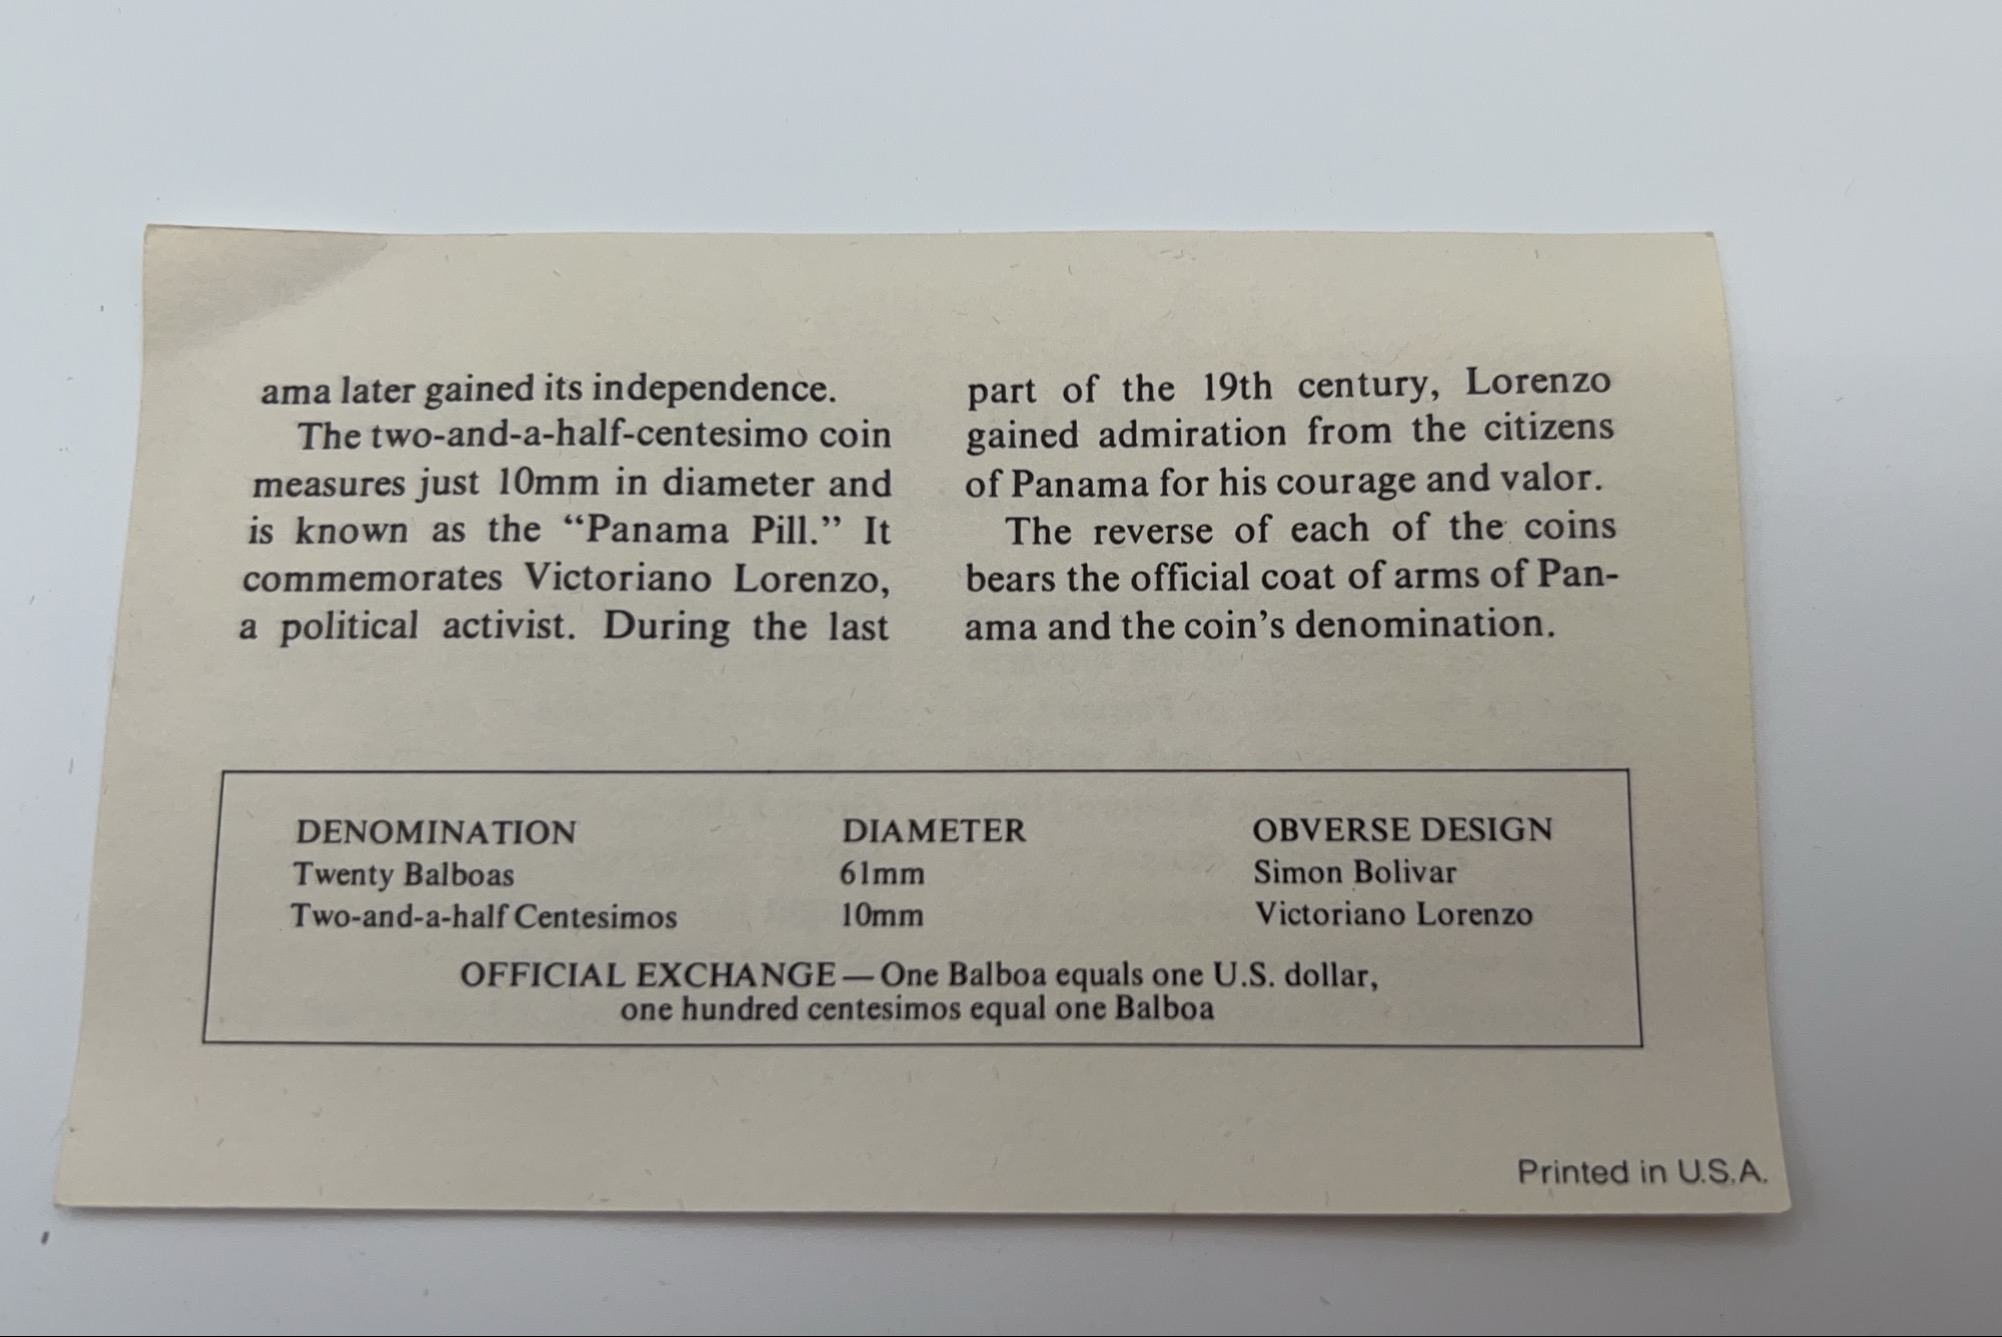 ama later gained its independence.
The two-and-a-half-centesimo coin
measures just 10mm in diameter and
is known as the “Panama Pill.” It
commemorates Victoriano Lorenzo,
a political activist. During the last
part of the 19th century, Lorenzo
gained admiration from the citizens
of Panama for his courage and valor.
The reverse of each of the coins
bears the official coat of arms of Pan-
ama and the coin’s denomination.
DENOMINATION DIAMETER OBVERSE DESIGN
Twenty Balboas 61mm Simon Bolivar
Two-and-a-half Centesimos 10mm Victoriano Lorenzo
OFFICIAL EXCHANGE—One Balboa equals one U.S. dollar,
one hundred centesimos equal one Balboa
Printed in U.S.A.